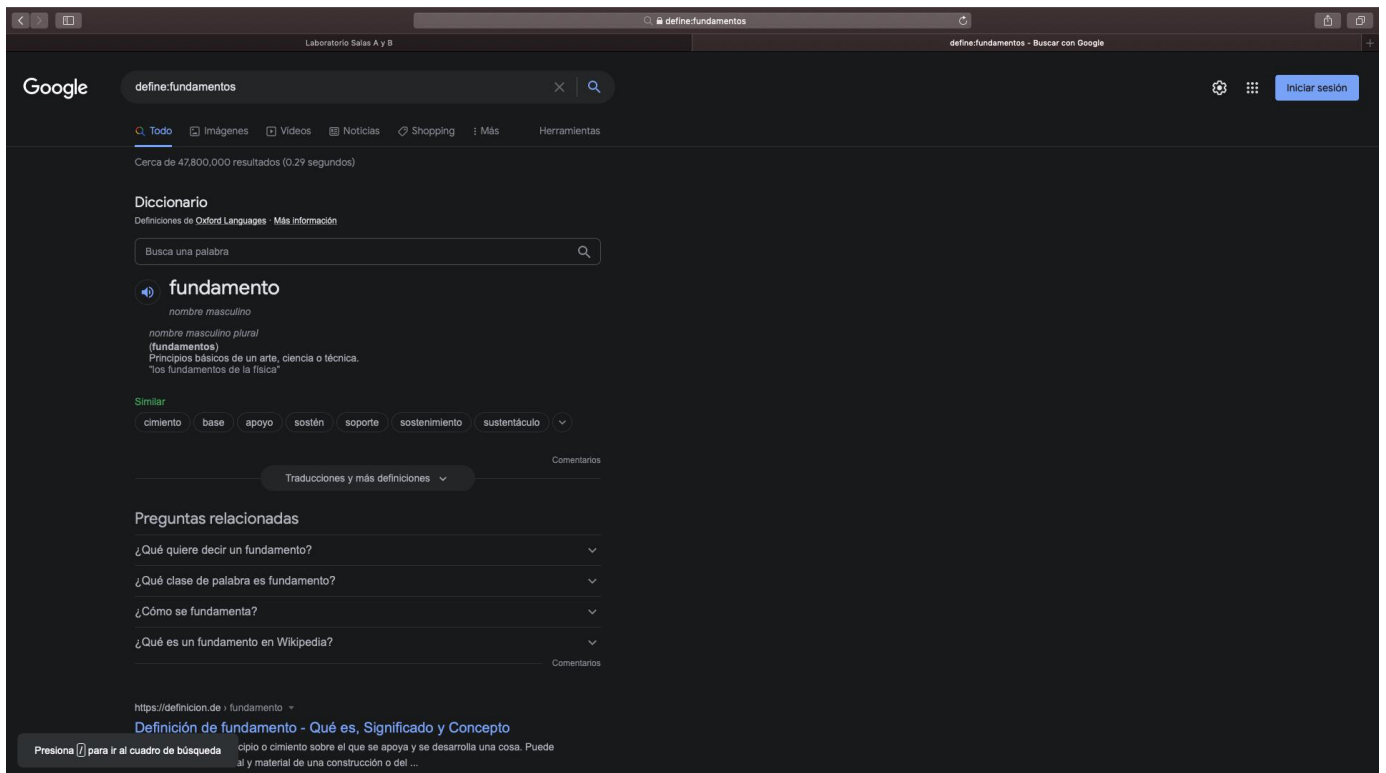 define:fundamentos
Laboratorio Salas A y B
define:fundamentos - Buscar con Google
Google
define:fundamentos
Iniciar sesión
Todo Imágenes Videos Noticias Shopping Más Herramientas
Cerca de 47,800,000 resultados (0.29 segundos)
Diccionario
Definiciones de Oxford Languages · Más información
Busca una palabra
fundamento
nombre masculino
nombre masculino plural
(fundamentos)
Principios básicos de un arte, ciencia o técnica.
"los fundamentos de la física"
Similar
cimiento base apoyo sostén soporte sostenimiento sustentáculo
Comentarios
Traducciones y más definiciones
Preguntas relacionadas
¿Qué quiere decir un fundamento?
¿Qué clase de palabra es fundamento?
¿Cómo se fundamenta?
¿Qué es un fundamento en Wikipedia?
Comentarios
https://definicion.de › fundamento
Definición de fundamento - Qué es, Significado y Concepto
Presiona / para ir al cuadro de búsqueda
cipio o cimiento sobre el que se apoya y se desarrolla una cosa. Puede
al y material de una construcción o del ...